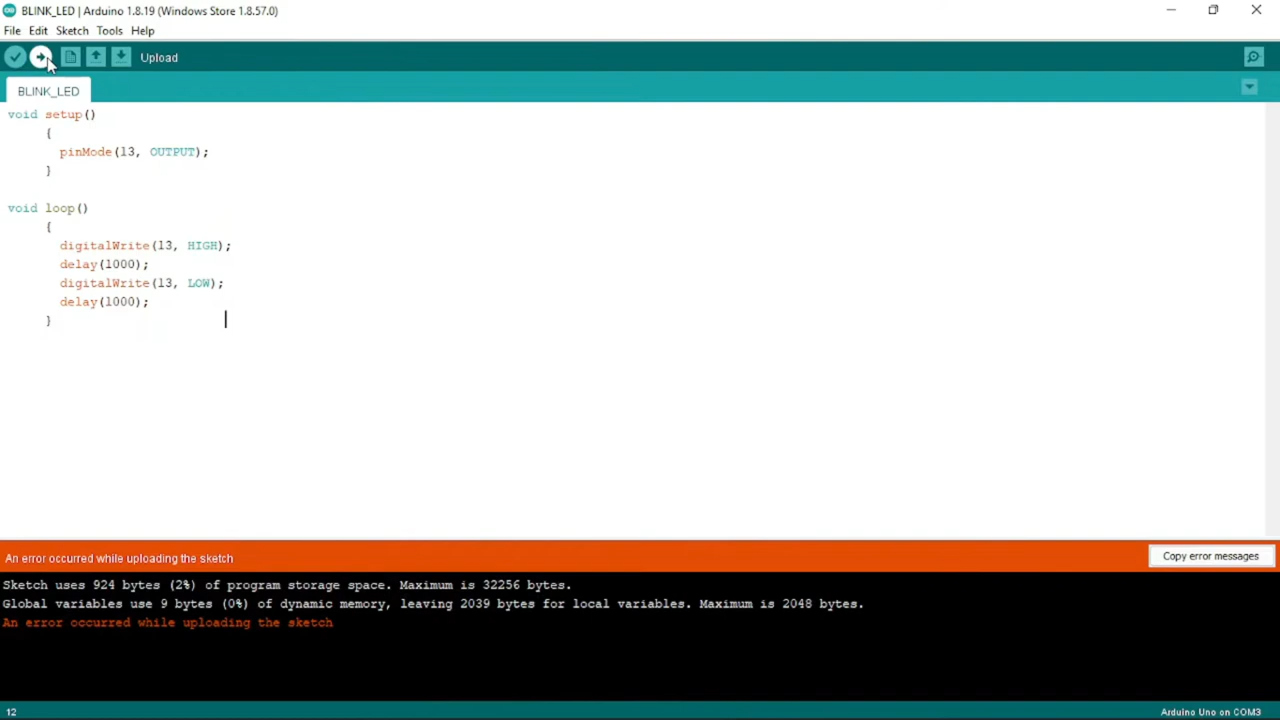 BLINK_LED | Arduino 1.8.19 (Windows Store 1.8.57.0)
File Edit Sketch Tools Help
Upload
BLINK_LED
void setup()
{
pinMode(13, OUTPUT);
}
void loop()
{
digitalWrite(13, HIGH);
delay(1000);
digitalWrite(13, LOW);
delay(1000);
}
An error occurred while uploading the sketch
Copy error messages
Sketch uses 924 bytes (2%) of program storage space. Maximum is 32256 bytes.
Global variables use 9 bytes (0%) of dynamic memory, leaving 2039 bytes for local variables. Maximum is 2048 bytes.
An error occurred while uploading the sketch
12
Arduino Uno on COM3